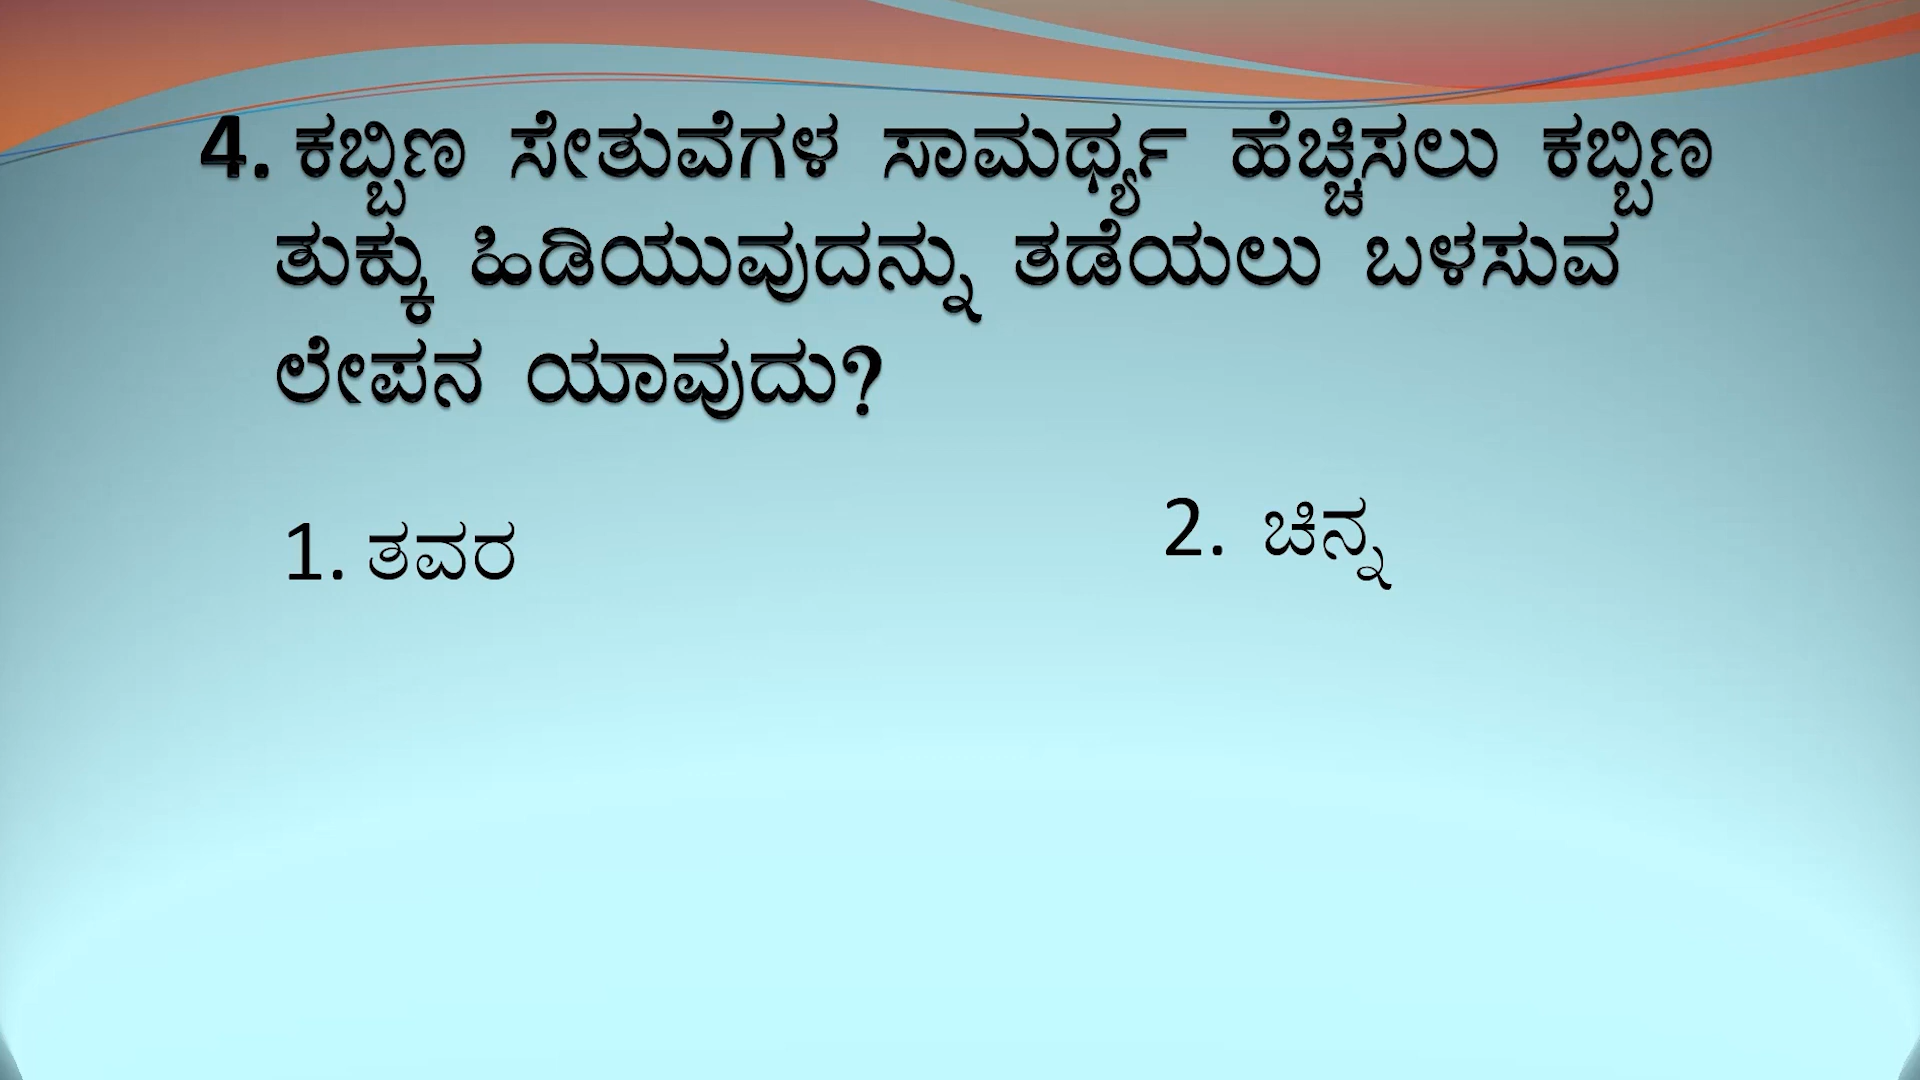 4. ಕಬ್ಬಿಣ ಸೇತುವೆಗಳ ಸಾಮರ್ಥ್ಯ ಹೆಚ್ಚಿಸಲು ಕಬ್ಬಿಣ
ತುಕ್ಕು ಹಿಡಿಯುವುದನ್ನು ತಡೆಯಲು ಬಳಸುವ
ಲೇಪನ ಯಾವುದು?
1. ತವರ
2. ಚಿನ್ನ